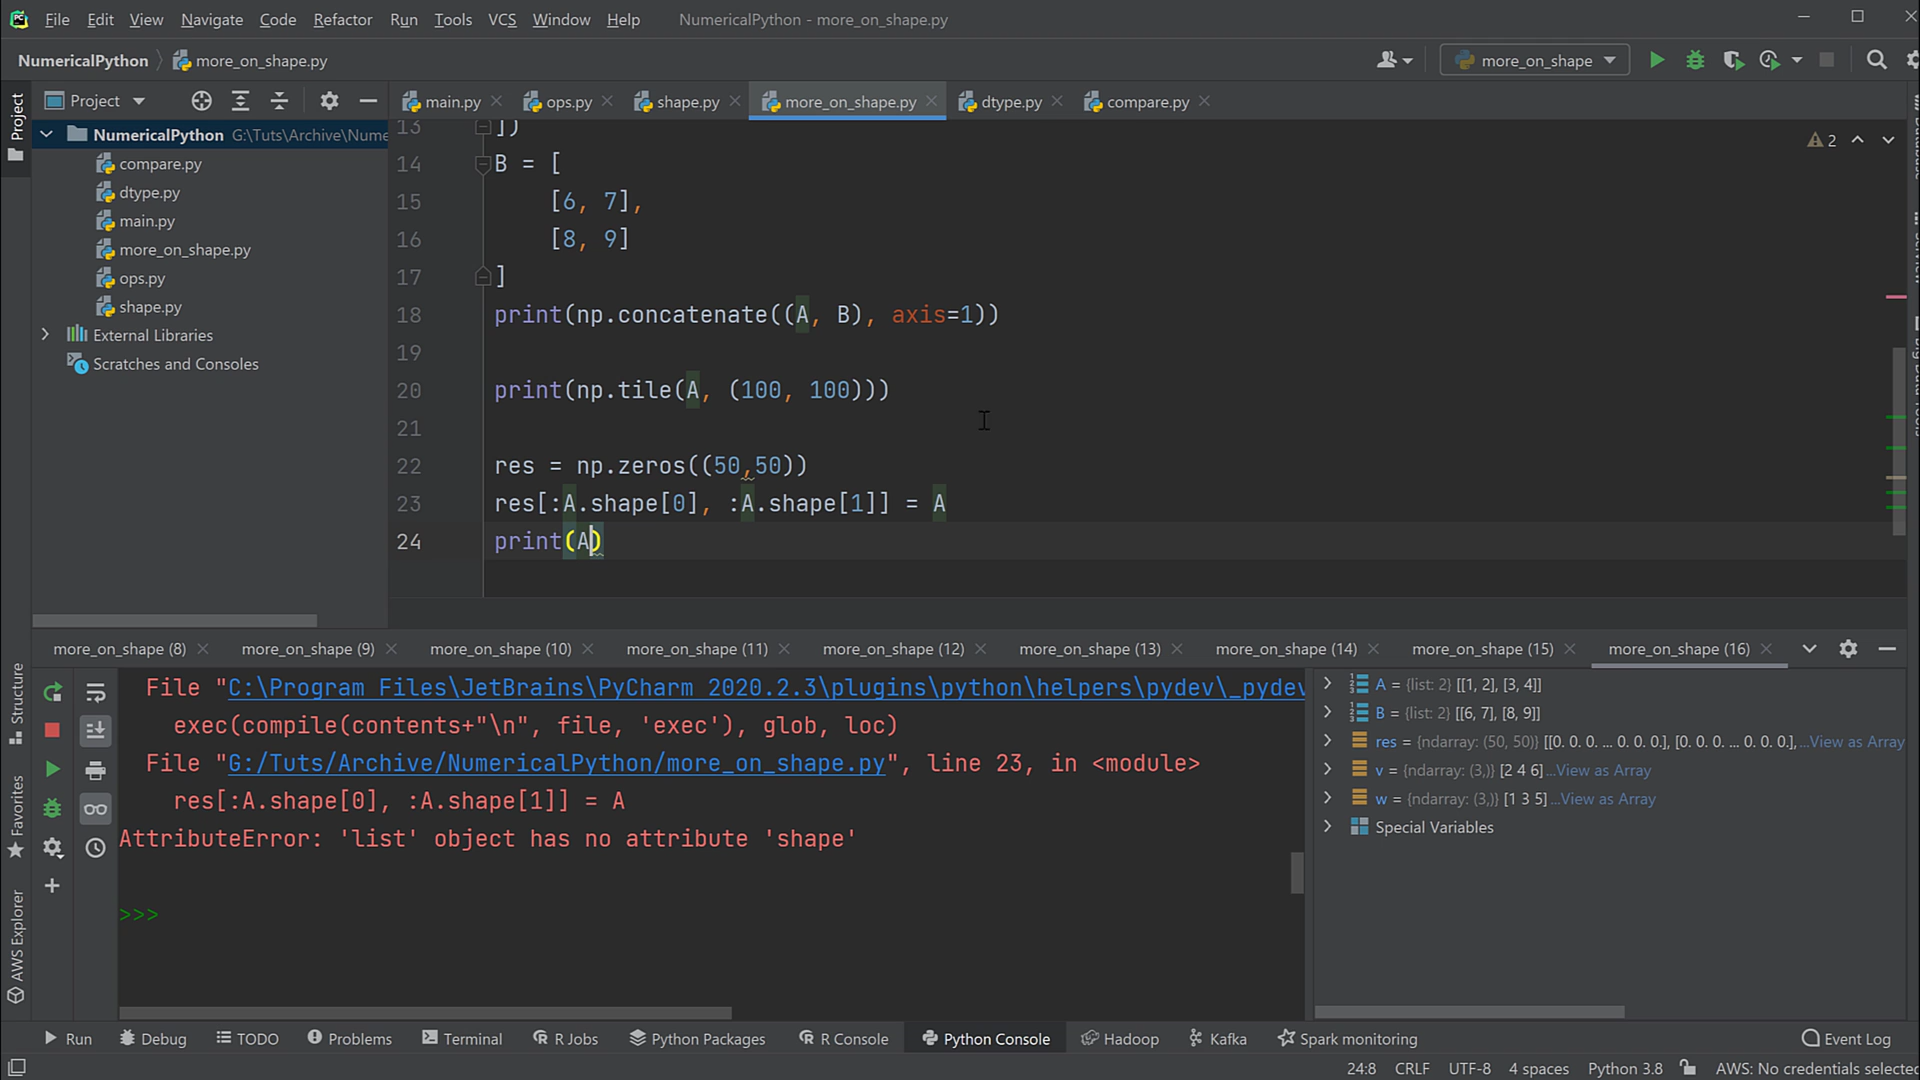 File Edit View Navigate Code Refactor Run Tools VCS Window Help NumericalPython - more_on_shape.py
NumericalPython more_on_shape.py more_on_shape
Project main.py ops.py shape.py more_on_shape.py dtype.py compare.py
Project
NumericalPython G:\Tuts\Archive\Nume
compare.py
dtype.py
main.py
more_on_shape.py
ops.py
shape.py
External Libraries
Scratches and Consoles
2
13 ])
14 B = [
15 [6, 7],
16 [8, 9]
17 ]
18 print(np.concatenate((A, B), axis=1))
19
20 print(np.tile(A, (100, 100)))
21
22 res = np.zeros((50,50))
23 res[:A.shape[0], :A.shape[1]] = A
24 print(A)
more_on_shape (8) more_on_shape (9) more_on_shape (10) more_on_shape (11) more_on_shape (12) more_on_shape (13) more_on_shape (14) more_on_shape (15) more_on_shape (16)
File "C:\Program Files\JetBrains\PyCharm 2020.2.3\plugins\python\helpers\pydev\_pydev
exec(compile(contents+"\n", file, 'exec'), glob, loc)
File "G:/Tuts/Archive/NumericalPython/more_on_shape.py", line 23, in <module>
res[:A.shape[0], :A.shape[1]] = A
AttributeError: 'list' object has no attribute 'shape'
>>>
A = {list: 2} [[1, 2], [3, 4]]
B = {list: 2} [[6, 7], [8, 9]]
res = {ndarray: (50, 50)} [[0. 0. 0. ... 0. 0. 0.], [0. 0. 0. ... 0. 0. 0.], ...View as Array
v = {ndarray: (3,)} [2 4 6] ...View as Array
w = {ndarray: (3,)} [1 3 5] ...View as Array
Special Variables
Structure
Favorites
AWS Explorer
Run Debug TODO Problems Terminal R Jobs Python Packages R Console Python Console Hadoop Kafka Spark monitoring Event Log
24:8 CRLF UTF-8 4 spaces Python 3.8 AWS: No credentials selected